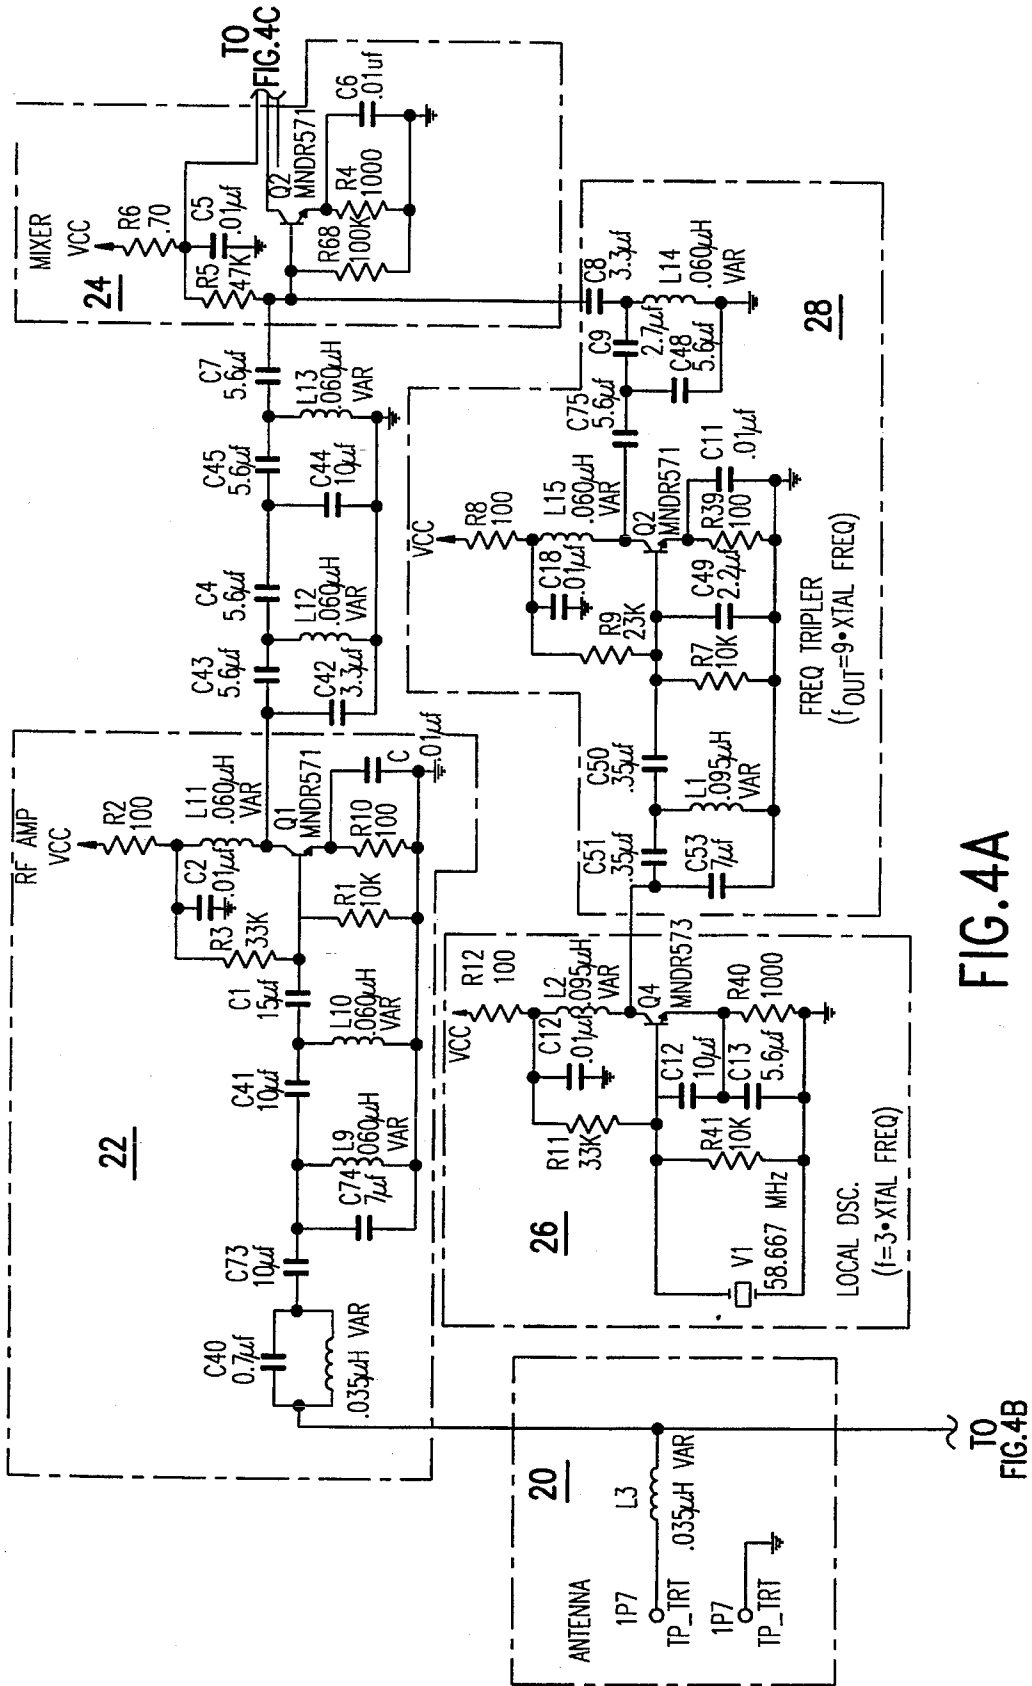 TO
FIG.4C
MIXER
VCC
24
R6
.70
C5
.01µf
R5
47K
Q2
MNDR571
R68
100K
R4
1000
C6
.01uf
C7
5.6µf
L13
.060µH
VAR
C45
5.6µf
C44
10µf
C4
5.6µf
L12
.060µH
VAR
C43
5.6µf
C42
3.3µf
RF AMP
VCC
22
R2
100
L11
.060µH
VAR
C2
.01µf
R3
33K
Q1
MNDR571
C
.01µf
R10
100
R1
10K
C1
15µf
L10
.060µH
VAR
C41
10µf
L9
.060µH
VAR
C74
7µf
C73
10µf
C40
0.7µf
.035µH VAR
28
C8
3.3µf
L14
.060µH
VAR
C9
2.7µf
C48
5.6µf
C75
5.6µf
VCC
R8
100
L15
.060µH
VAR
C18
.01µf
R9
23K
Q2
MNDR571
C11
.01µf
R39
100
C49
2.2µf
R7
10K
C50
.35µf
L1
.095µH
VAR
C51
.35µf
C53
7µf
FREQ TRIPLER
(fOUT=9•XTAL FREQ)
26
VCC
R12
100
L2
.095µH
VAR
C12
.01µf
R11
33K
Q4
MNDR573
R40
1000
C12
10µf
C13
5.6µf
R41
10K
V1
58.667 MHz
LOCAL DSC.
(f=3•XTAL FREQ)
20
ANTENNA
1P7
TP_TRT
L3
.035µH VAR
1P7
TP_TRT
TO
FIG.4B
FIG.4A